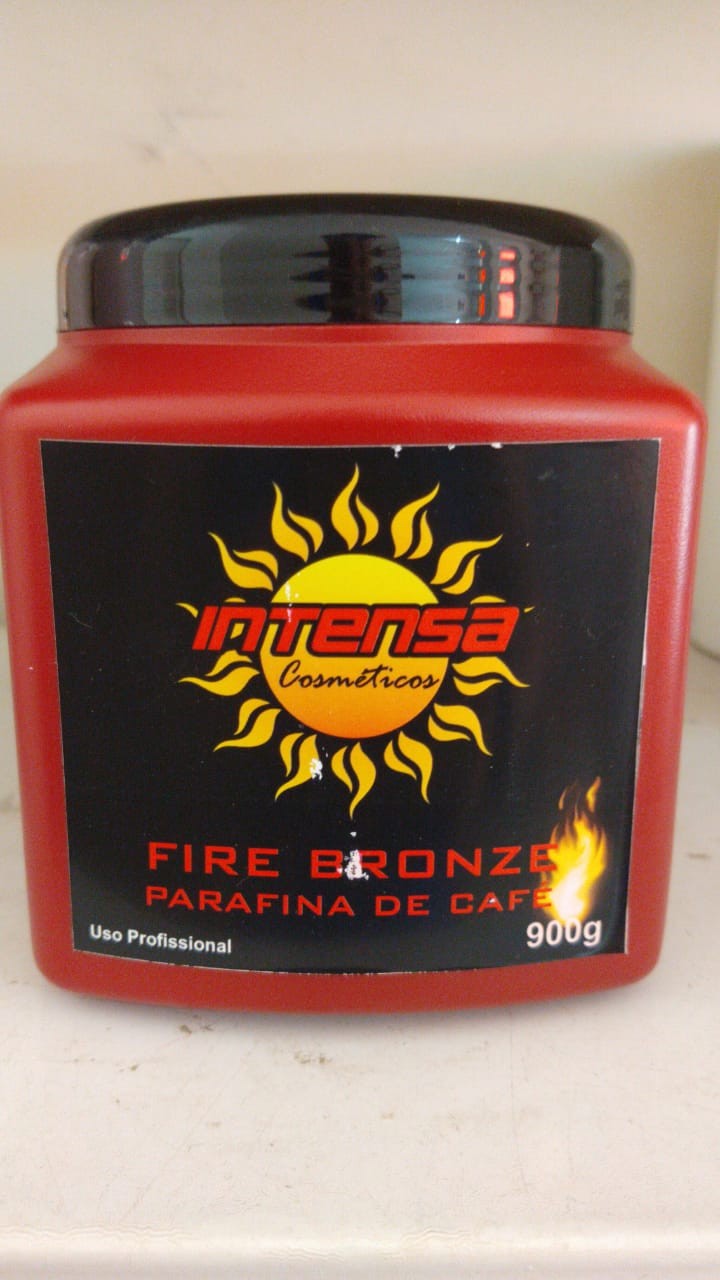 INTENSA
Cosméticos
FIRE BRONZE
PARAFINA DE CAFÉ
Uso Profissional
900g